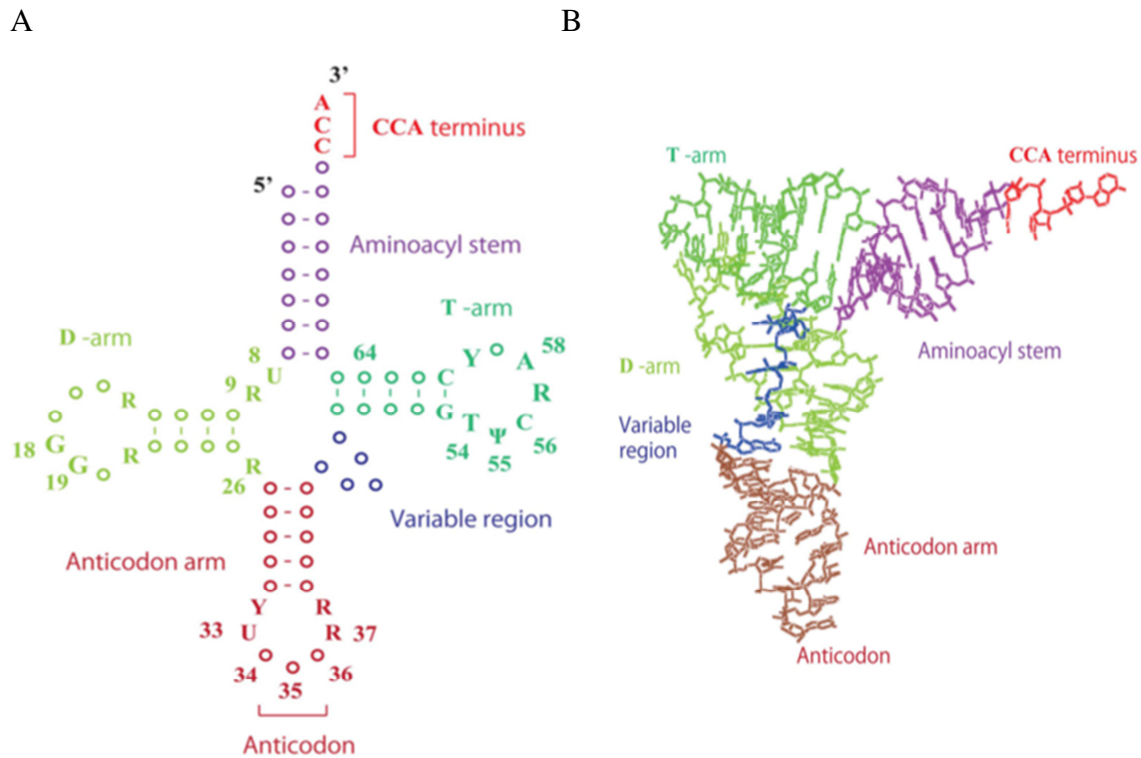 A
B
3’
A
C
C
CCA terminus
5’
Aminoacyl stem
T -arm
D -arm
8
9
U
R
64
Y
A
58
R
C
G
T
Ψ
C
54
55
56
R
18
G
G
19
R
R
26
Variable region
Anticodon arm
Y
R
33
U
R
37
34
35
36
Anticodon
T -arm
CCA terminus
Aminoacyl stem
D -arm
Variable
region
Anticodon arm
Anticodon